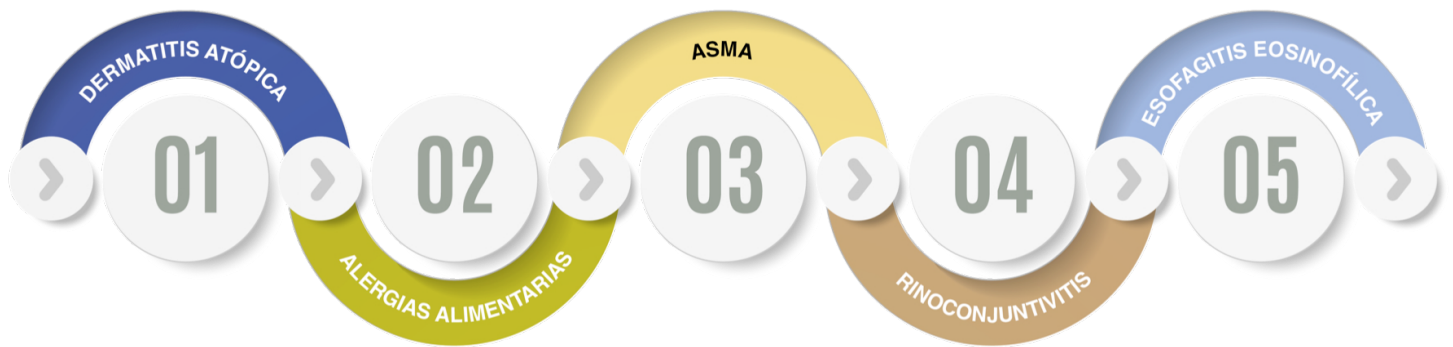 DERMATITIS ATÓPICA
01
ALERGIAS ALIMENTARIAS
02
ASMA
03
RINOCONJUNTIVITIS
04
ESOFAGITIS EOSINOFÍLICA
05